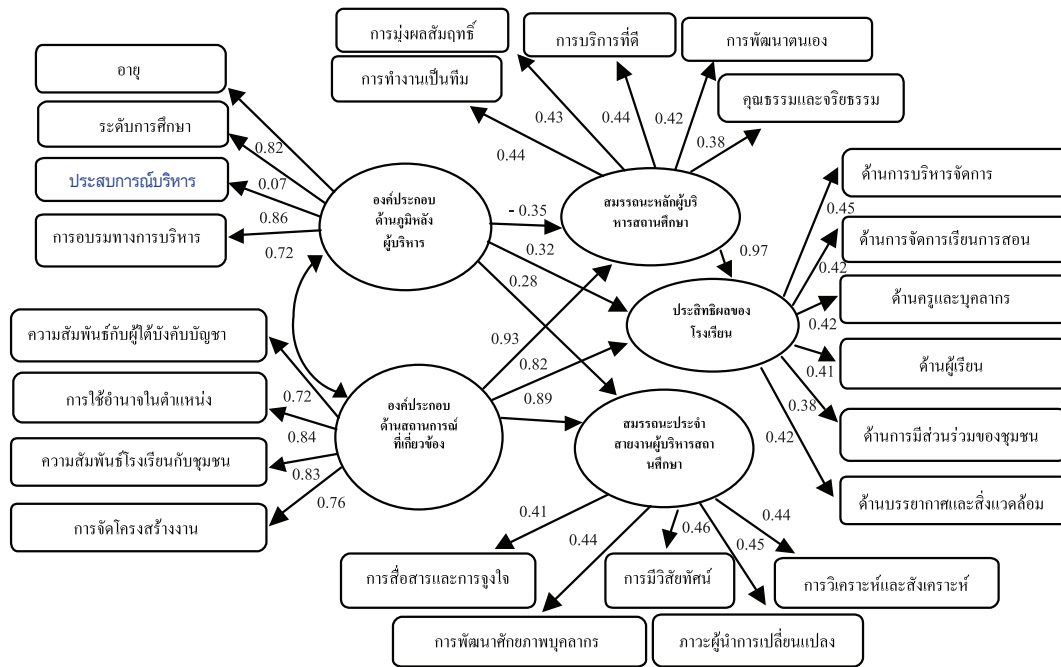 การมุ่งผลสัมฤทธิ์
การบริการที่ดี
การพัฒนาตนเอง
อายุ
การทำงานเป็นทีม
คุณธรรมและจริยธรรม
ระดับการศึกษา
0.43
0.44
0.42
0.38
0.82
0.44
ประสบการณ์บริหาร
0.07
ด้านการบริหารจัดการ
องค์ประกอบ
ด้านภูมิหลัง
ผู้บริหาร
- 0.35
สมรรถนะหลักผู้บริ
หารสถานศึกษา
0.45
0.86
การอบรมทางการบริหาร
0.72
0.32
0.97
ด้านการจัดการเรียนการสอน
0.42
0.28
ด้านครูและบุคลากร
ประสิทธิผลของ
โรงเรียน
0.42
ความสัมพันธ์กับผู้ใต้บังคับบัญชา
0.93
0.82
ด้านผู้เรียน
0.41
0.72
การใช้อำนาจในตำแหน่ง
0.89
0.38
องค์ประกอบ
ด้านสถานการณ์
ที่เกี่ยวข้อง
0.84
สมรรถนะประจำ
สายงานผู้บริหารสถา
นศึกษา
0.42
ด้านการมีส่วนร่วมของชุมชน
ความสัมพันธ์โรงเรียนกับชุมชน
0.83
0.76
ด้านบรรยากาศและสิ่งแวดล้อม
การจัดโครงสร้างงาน
0.41
0.44
0.46
0.45
0.44
การสื่อสารและการจูงใจ
การมีวิสัยทัศน์
การวิเคราะห์และสังเคราะห์
การพัฒนาศักยภาพบุคลากร
ภาวะผู้นำการเปลี่ยนแปลง